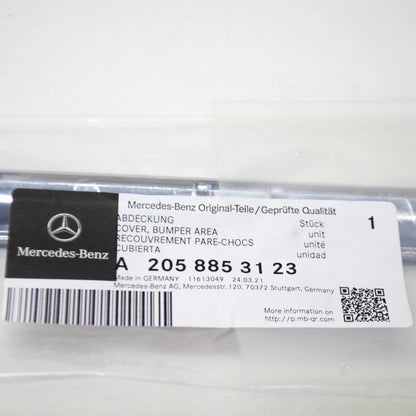 Mercedes-Benz Original-Teile/Geprüfte Qualität
Mercedes-Benz
ABDECKUNG
COVER, BUMPER AREA
RECOUVREMENT PARE-CHOCS
CUBIERTA
Stück
unit
unité
unidad
1
A 205 885 31 23
Made in GERMANY 11613049 24.03.21
Mercedes-Benz AG, Mercedesstr.120, 70372 Stuttgart, Germany
More information on
http://p.mb-qr.com